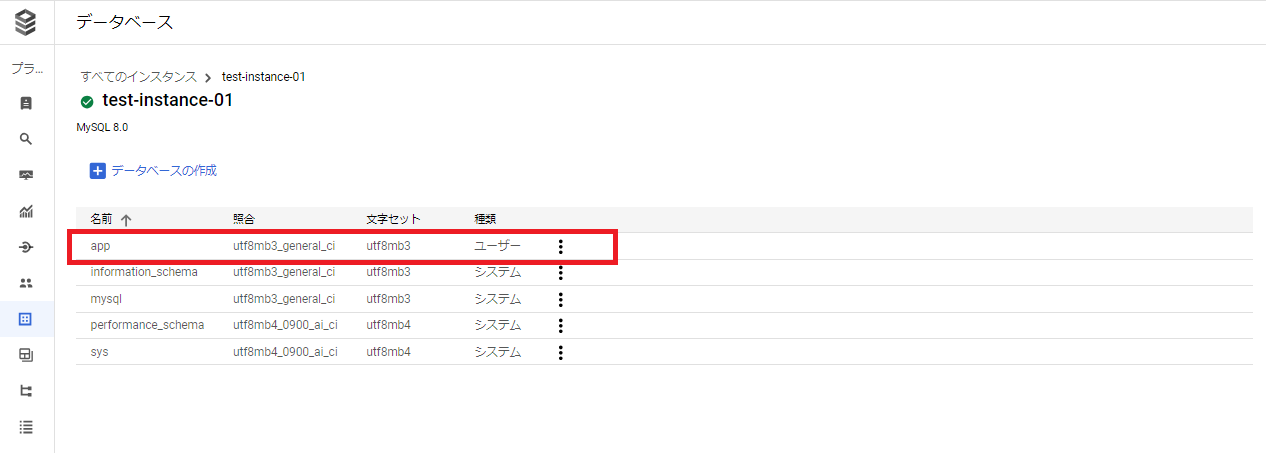 データベース
プラ...
すべてのインスタンス > test-instance-01
test-instance-01
MySQL 8.0
データベースの作成
名前 照合 文字セット 種類
app utf8mb3_general_ci utf8mb3 ユーザー
information_schema utf8mb3_general_ci utf8mb3 システム
mysql utf8mb3_general_ci utf8mb3 システム
performance_schema utf8mb4_0900_ai_ci utf8mb4 システム
sys utf8mb4_0900_ai_ci utf8mb4 システム